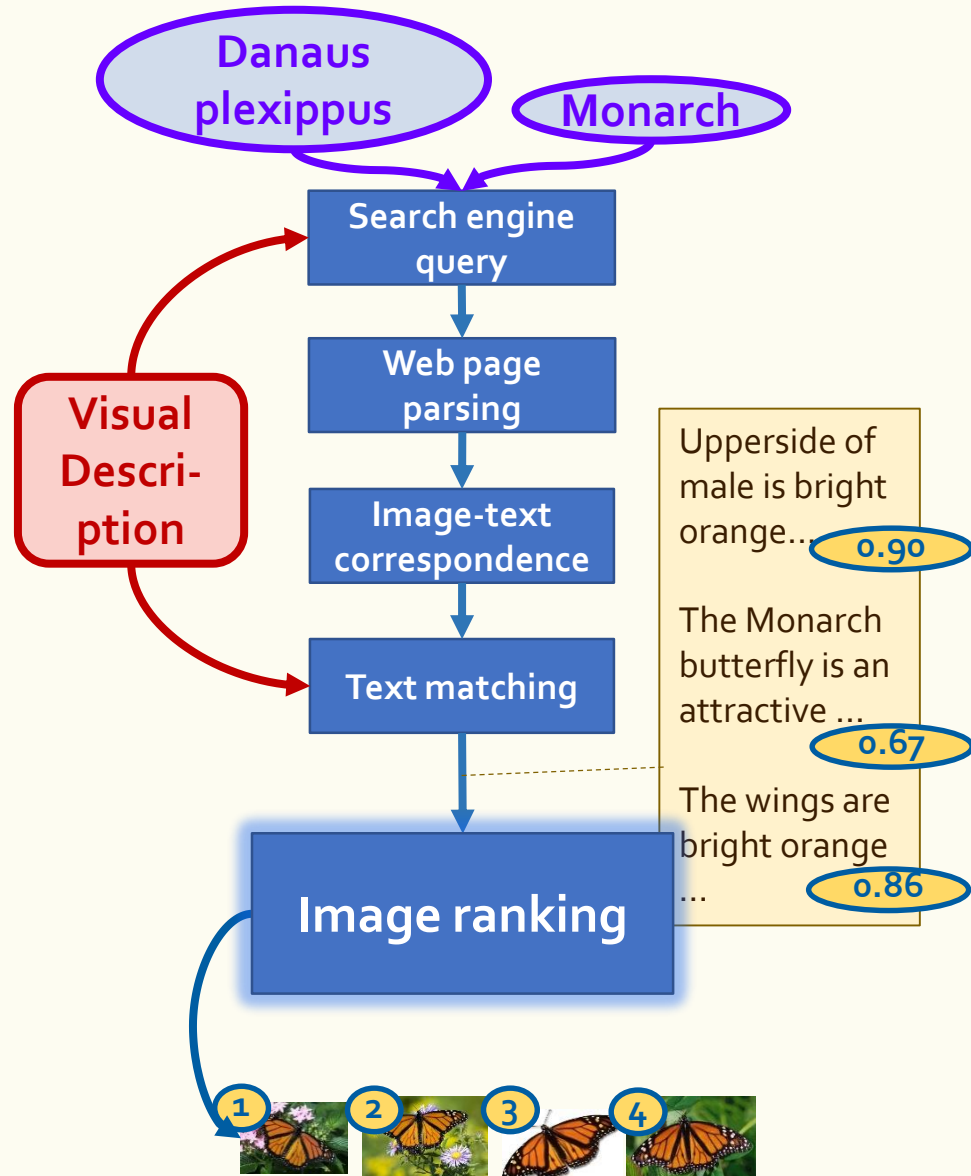 Danaus
plexippus
Monarch
Search engine
query
Web page
parsing
Visual
Descri-
ption
Image-text
correspondence
Text matching
Upperside of
male is bright
orange...
0.90
The Monarch
butterfly is an
attractive ...
0.67
The wings are
bright orange
...
0.86
Image ranking
1
2
3
4